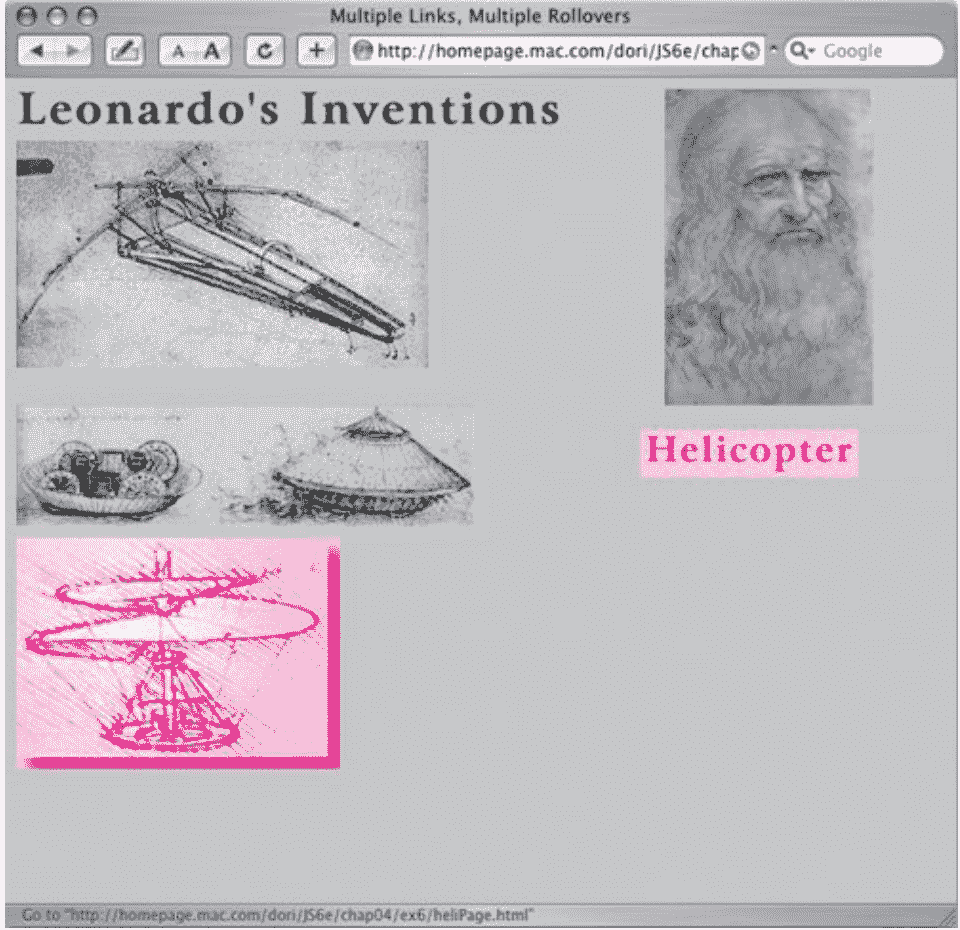 Multiple Links, Multiple Rollovers
A A
http://homepage.mac.com/dori/JS6e/chap
Google
Leonardo's Inventions
Helicopter
Go to "http://homepage.mac.com/dori/JS6e/chap04/ex6/heliPage.html"